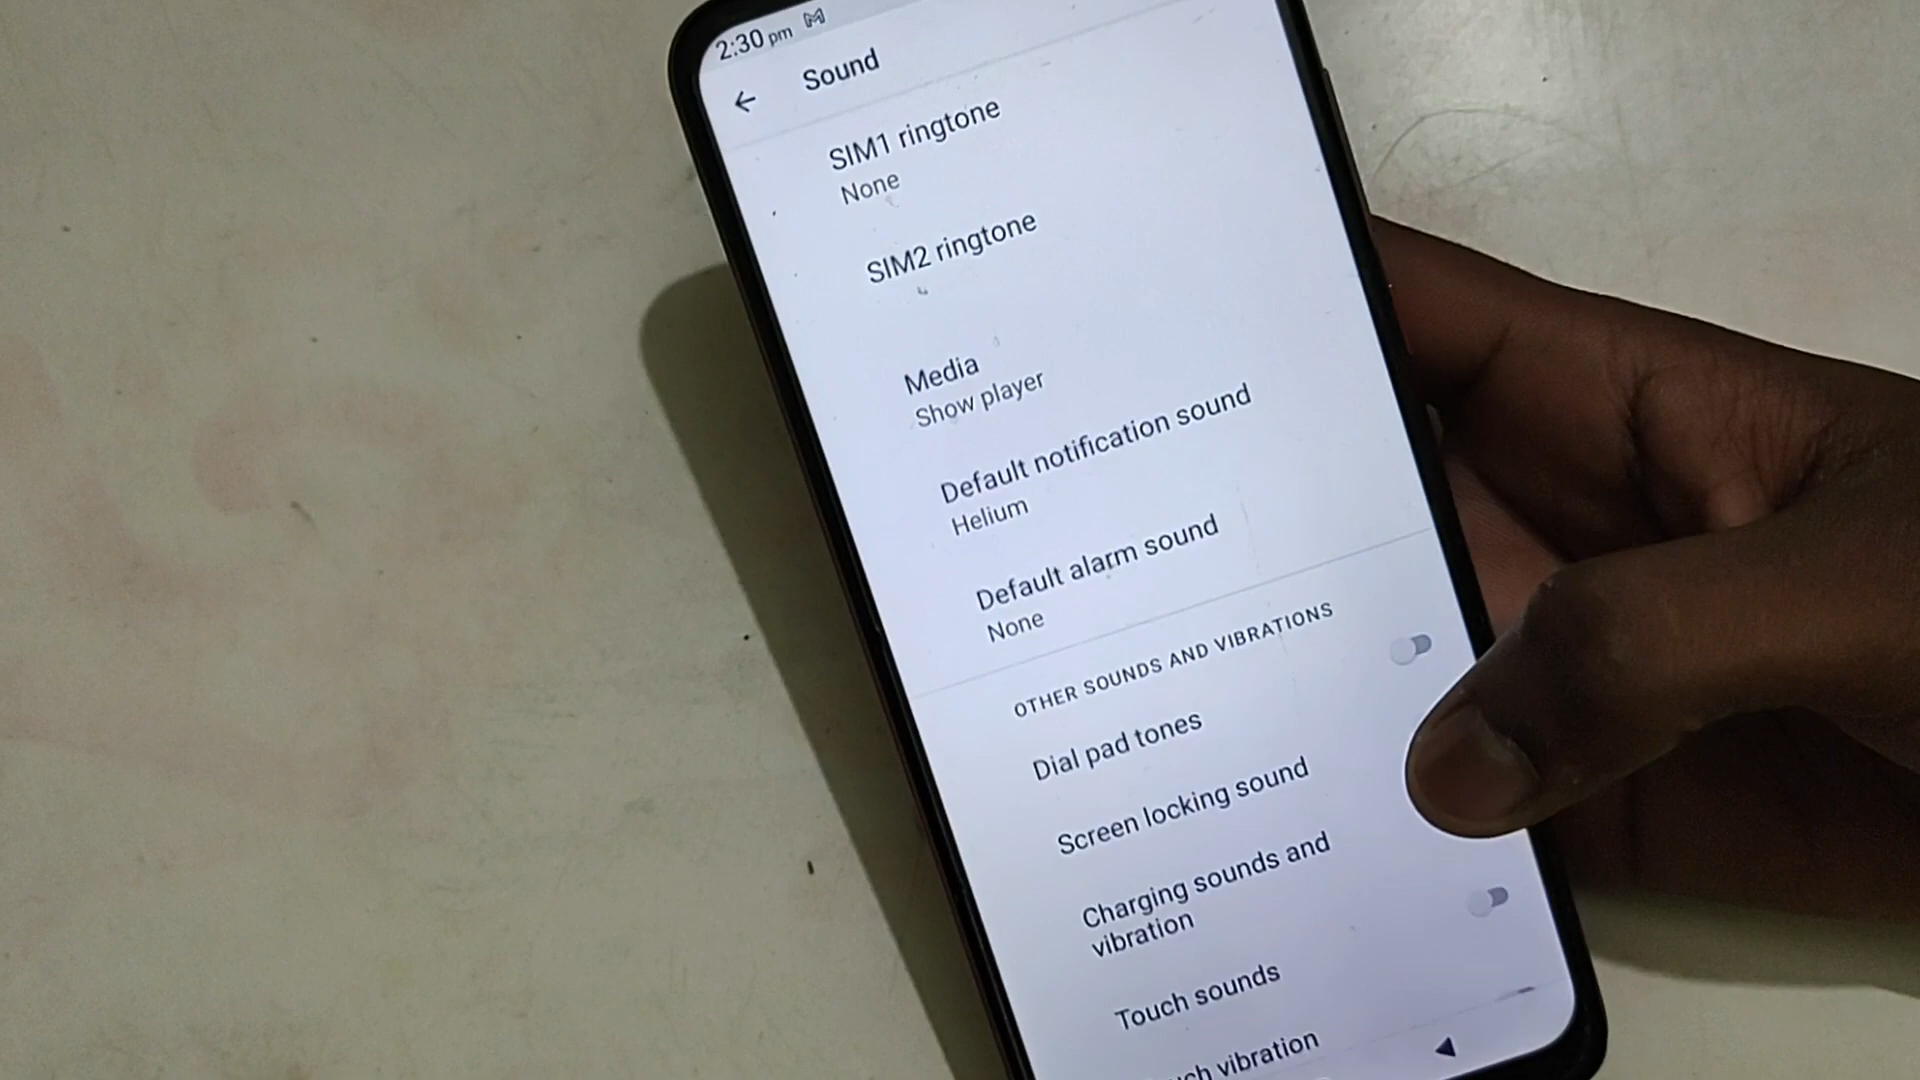 2:30 pm
Sound
SIM1 ringtone
None
SIM2 ringtone
Media
Show player
Default notification sound
Helium
Default alarm sound
None
OTHER SOUNDS AND VIBRATIONS
Dial pad tones
Screen locking sound
Charging sounds and
vibration
Touch sounds
vibration